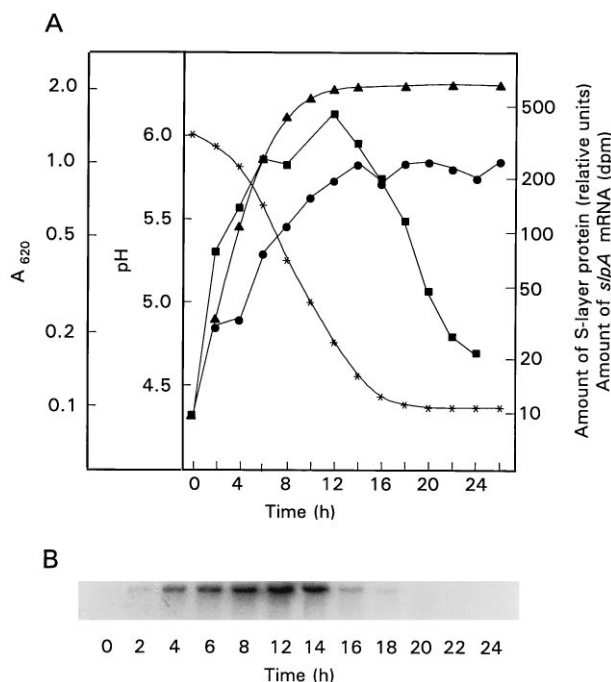 A
A 620
2.0
1.0
0.5
0.2
0.1
pH
6.0
5.5
5.0
4.5
500
200
100
50
20
10
Amount of S-layer protein (relative units)
Amount of slpA mRNA (dpm)
0 4 8 12 16 20 24
Time (h)
B
0 2 4 6 8 12 14 16 18 20 22 24
Time (h)